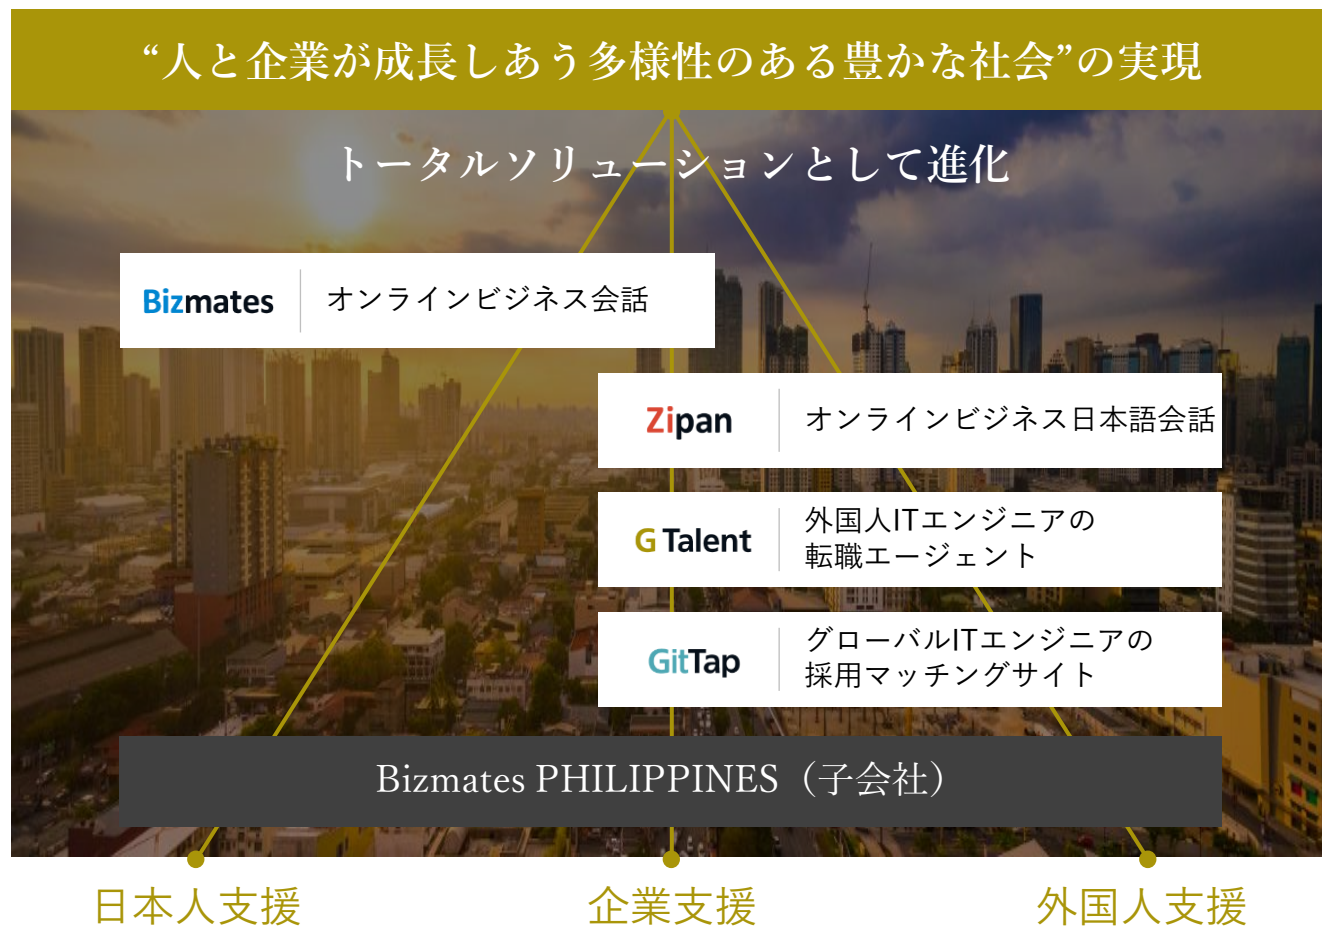 “人と企業が成長しあう多様性のある豊かな社会”の実現
トータルソリューションとして進化
Bizmates
オンラインビジネス会話
Zipan
オンラインビジネス日本語会話
G Talent
外国人ITエンジニアの
転職エージェント
GitTap
グローバルITエンジニアの
採用マッチングサイト
Bizmates PHILIPPINES（子会社）
日本人支援
企業支援
外国人支援